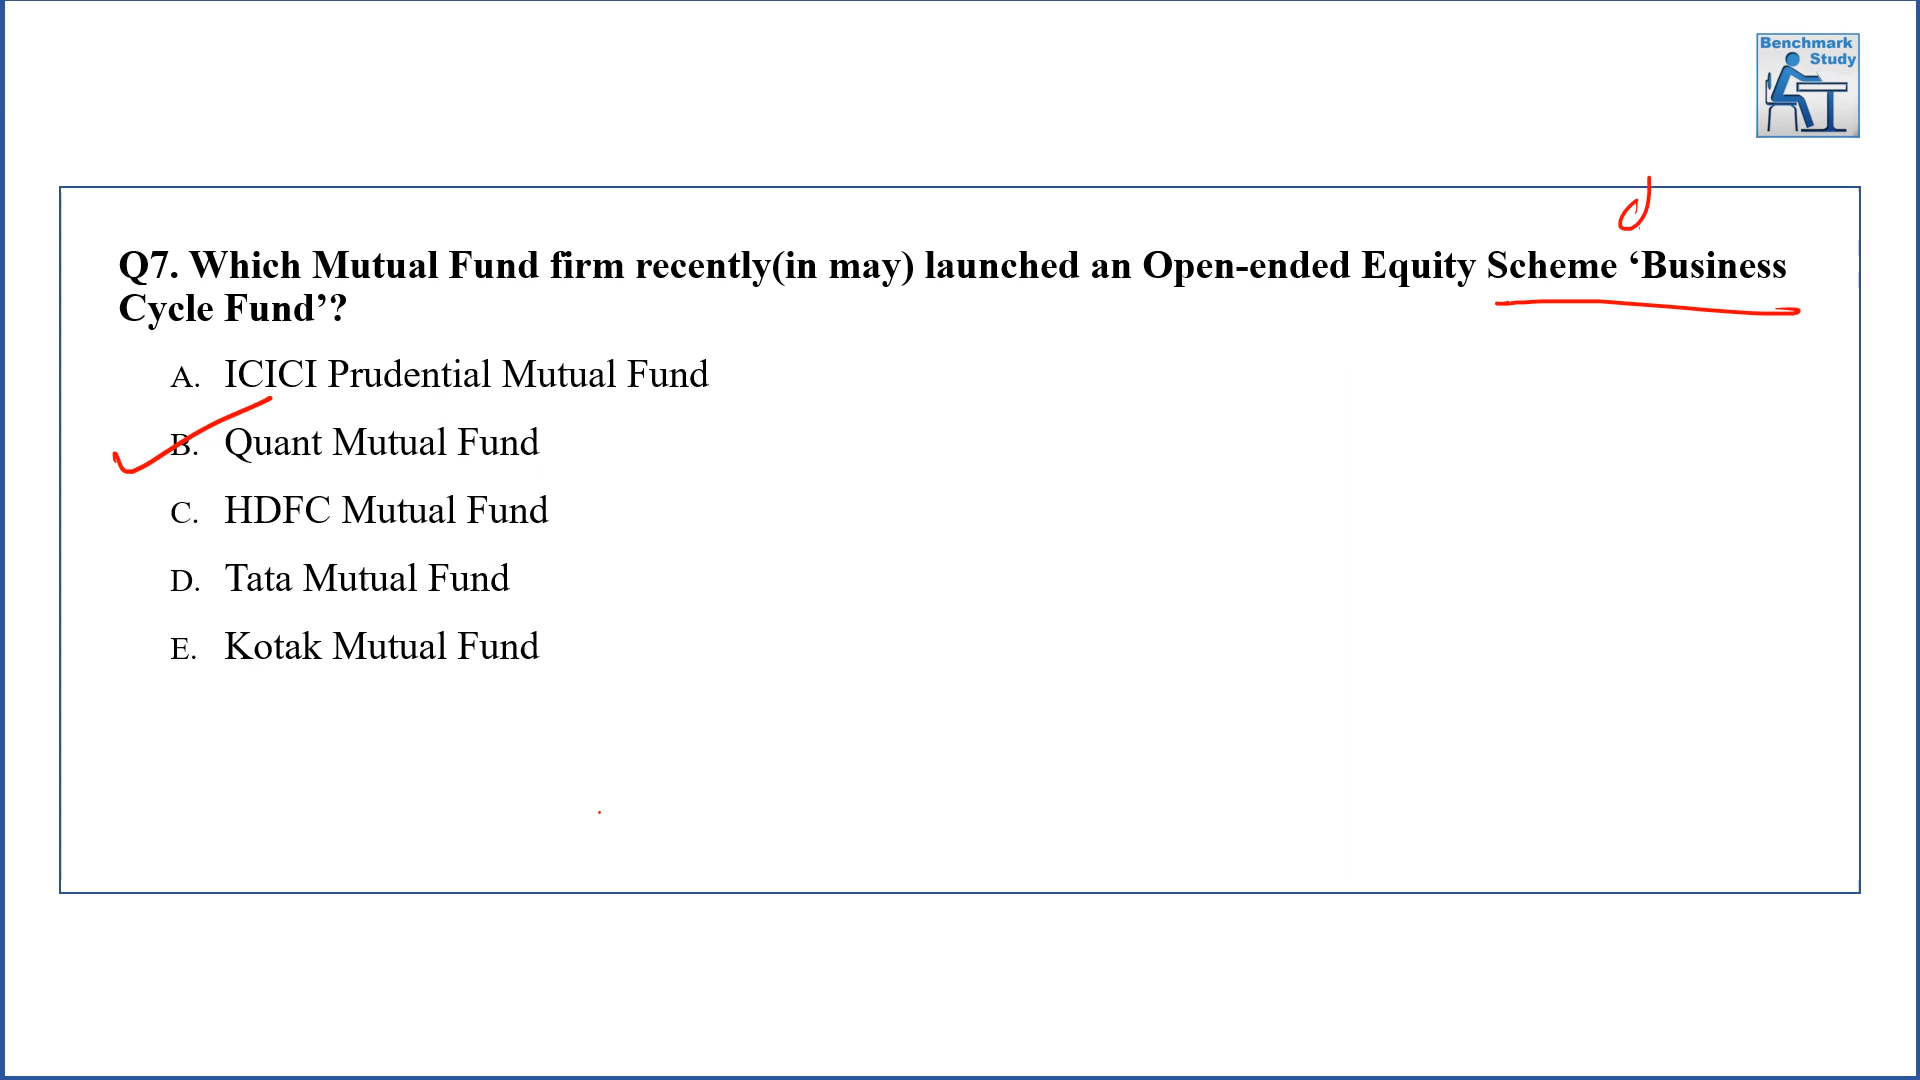 Benchmark
Study
Q7. Which Mutual Fund firm recently(in may) launched an Open-ended Equity Scheme ‘Business
Cycle Fund’?
A. ICICI Prudential Mutual Fund
B. Quant Mutual Fund
C. HDFC Mutual Fund
D. Tata Mutual Fund
E. Kotak Mutual Fund